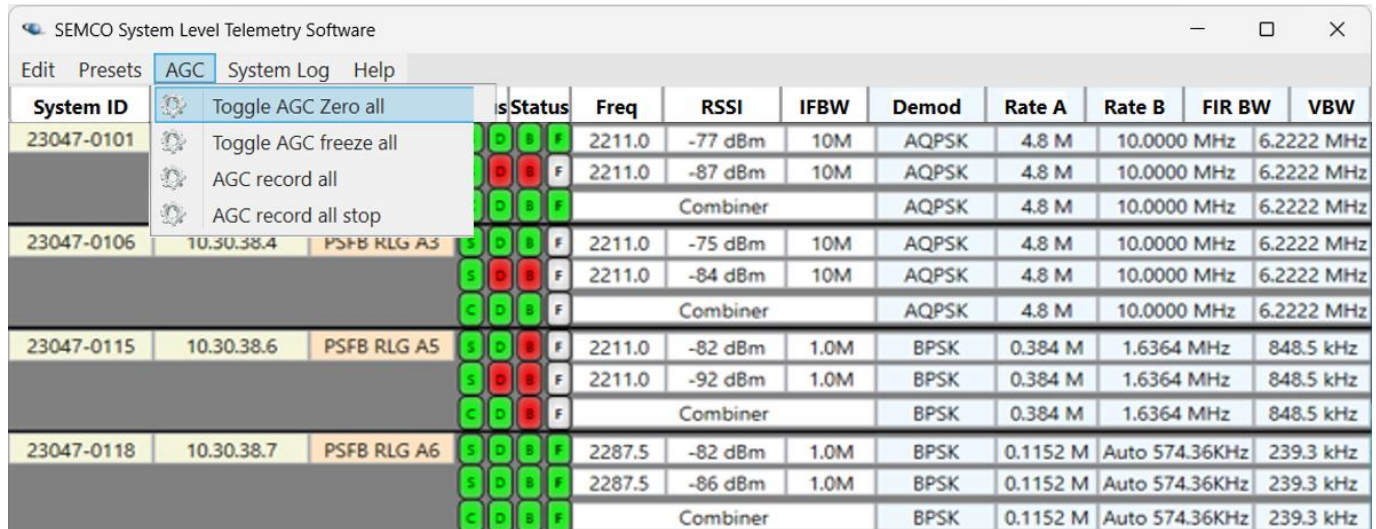 SEMCO System Level Telemetry Software
Edit Presets AGC System Log Help
System ID Status Freq RSSI IFBW Demod Rate A Rate B FIR BW VBW
Toggle AGC Zero all
Toggle AGC freeze all
AGC record all
AGC record all stop
23047-0101 D B F 2211.0 -77 dBm 10M AQPSK 4.8 M 10.0000 MHz 6.2222 MHz
D B F 2211.0 -87 dBm 10M AQPSK 4.8 M 10.0000 MHz 6.2222 MHz
D B F Combiner AQPSK 4.8 M 10.0000 MHz 6.2222 MHz
23047-0106 10.30.38.4 PSFB RLG A3 S D B F 2211.0 -75 dBm 10M AQPSK 4.8 M 10.0000 MHz 6.2222 MHz
S D B F 2211.0 -84 dBm 10M AQPSK 4.8 M 10.0000 MHz 6.2222 MHz
C D B F Combiner AQPSK 4.8 M 10.0000 MHz 6.2222 MHz
23047-0115 10.30.38.6 PSFB RLG A5 S D B F 2211.0 -82 dBm 1.0M BPSK 0.384 M 1.6364 MHz 848.5 kHz
S D B F 2211.0 -92 dBm 1.0M BPSK 0.384 M 1.6364 MHz 848.5 kHz
C D B F Combiner BPSK 0.384 M 1.6364 MHz 848.5 kHz
23047-0118 10.30.38.7 PSFB RLG A6 S D B F 2287.5 -82 dBm 1.0M BPSK 0.1152 M Auto 574.36KHz 239.3 kHz
S D B F 2287.5 -86 dBm 1.0M BPSK 0.1152 M Auto 574.36KHz 239.3 kHz
C D B F Combiner BPSK 0.1152 M Auto 574.36KHz 239.3 kHz